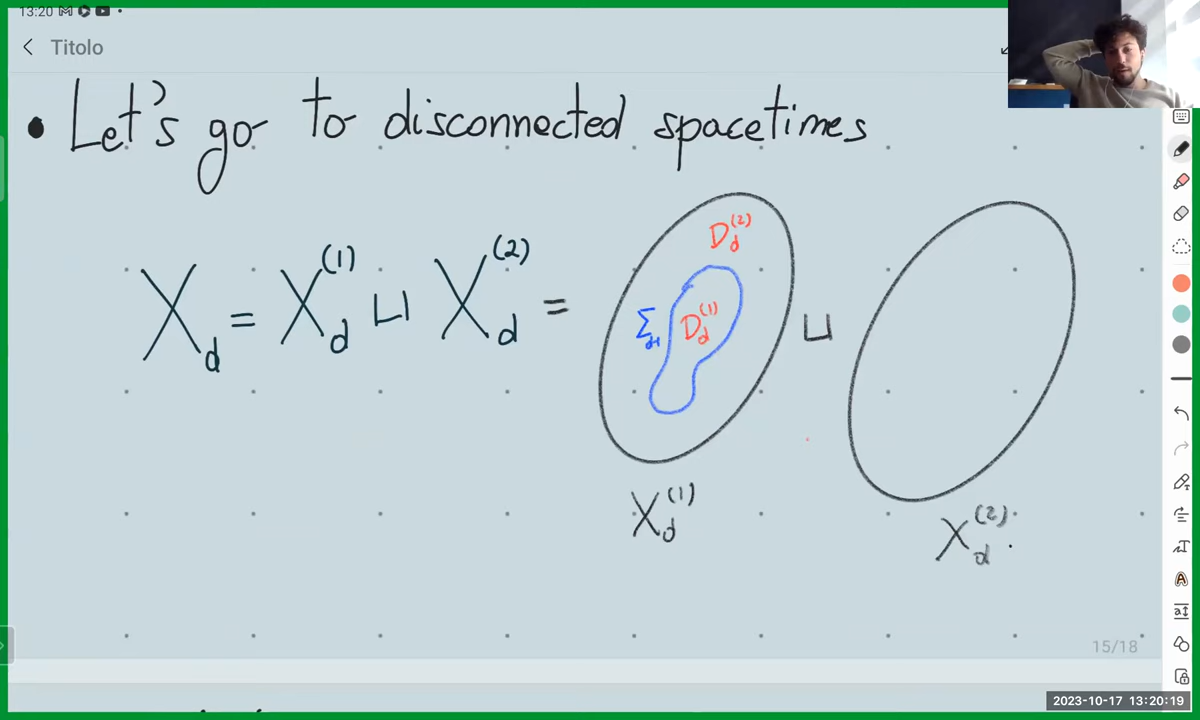 13:20
Titolo
• Let's go to disconnected spacetimes
X_d = X_d^(1) ⊔ X_d^(2) = ⊔
D_d^(2)
Σ_d-1 D_d^(1)
X_d^(1)
X_d^(2)
15/18
2023-10-17 13:20:19